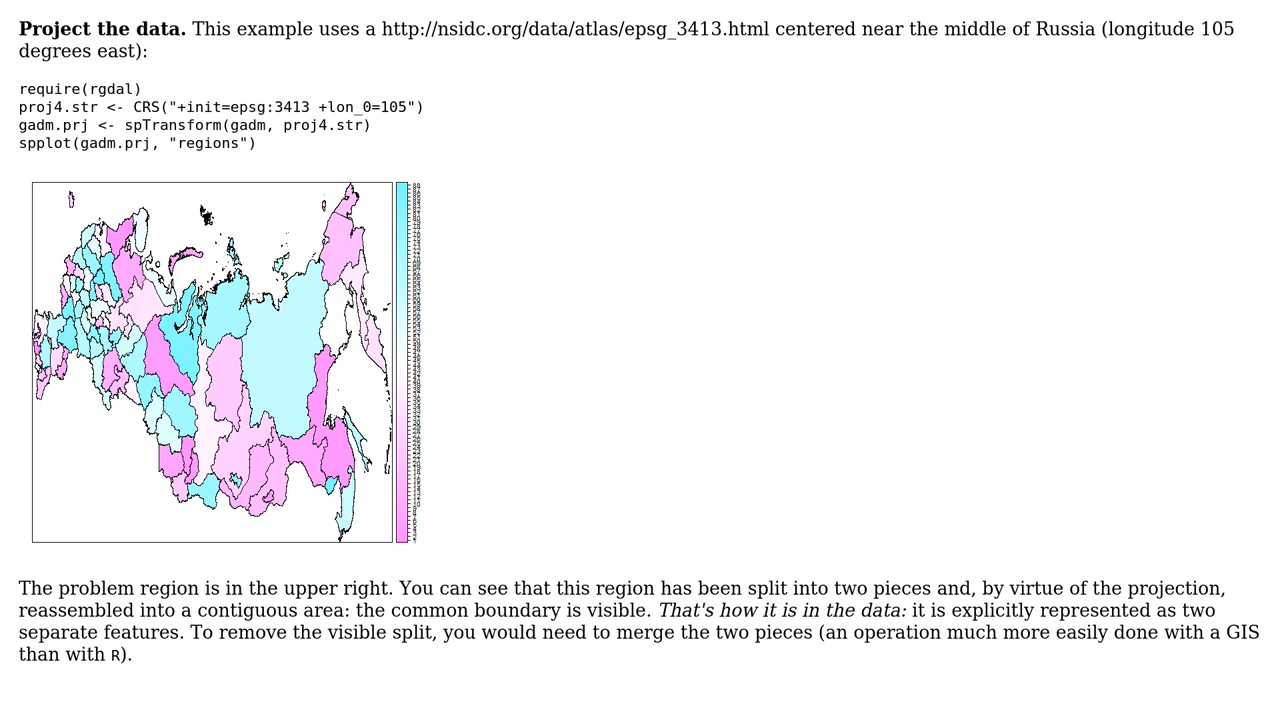 Project the data. This example uses a http://nsidc.org/data/atlas/epsg_3413.html centered near the middle of Russia (longitude 105
degrees east):
require(rgdal)
proj4.str <- CRS("+init=epsg:3413 +lon_0=105")
gadm.prj <- spTransform(gadm, proj4.str)
spplot(gadm.prj, "regions")
The problem region is in the upper right. You can see that this region has been split into two pieces and, by virtue of the projection,
reassembled into a contiguous area: the common boundary is visible. That's how it is in the data: it is explicitly represented as two
separate features. To remove the visible split, you would need to merge the two pieces (an operation much more easily done with a GIS
than with R).